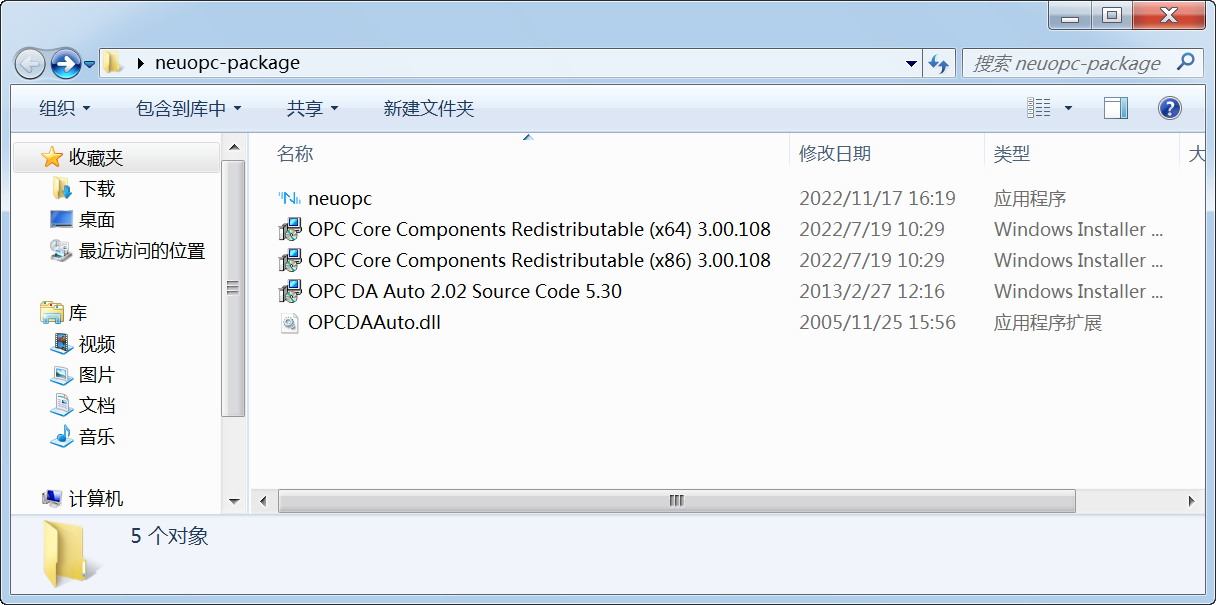 neuopc-package
搜索 neuopc-package
组织 包含到库中 共享 新建文件夹
名称 修改日期 类型 大
收藏夹
下载
桌面
最近访问的位置
库
视频
图片
文档
音乐
计算机
neuopc 2022/11/17 16:19 应用程序
OPC Core Components Redistributable (x64) 3.00.108 2022/7/19 10:29 Windows Installer ...
OPC Core Components Redistributable (x86) 3.00.108 2022/7/19 10:29 Windows Installer ...
OPC DA Auto 2.02 Source Code 5.30 2013/2/27 12:16 Windows Installer ...
OPCDAAuto.dll 2005/11/25 15:56 应用程序扩展
5 个对象